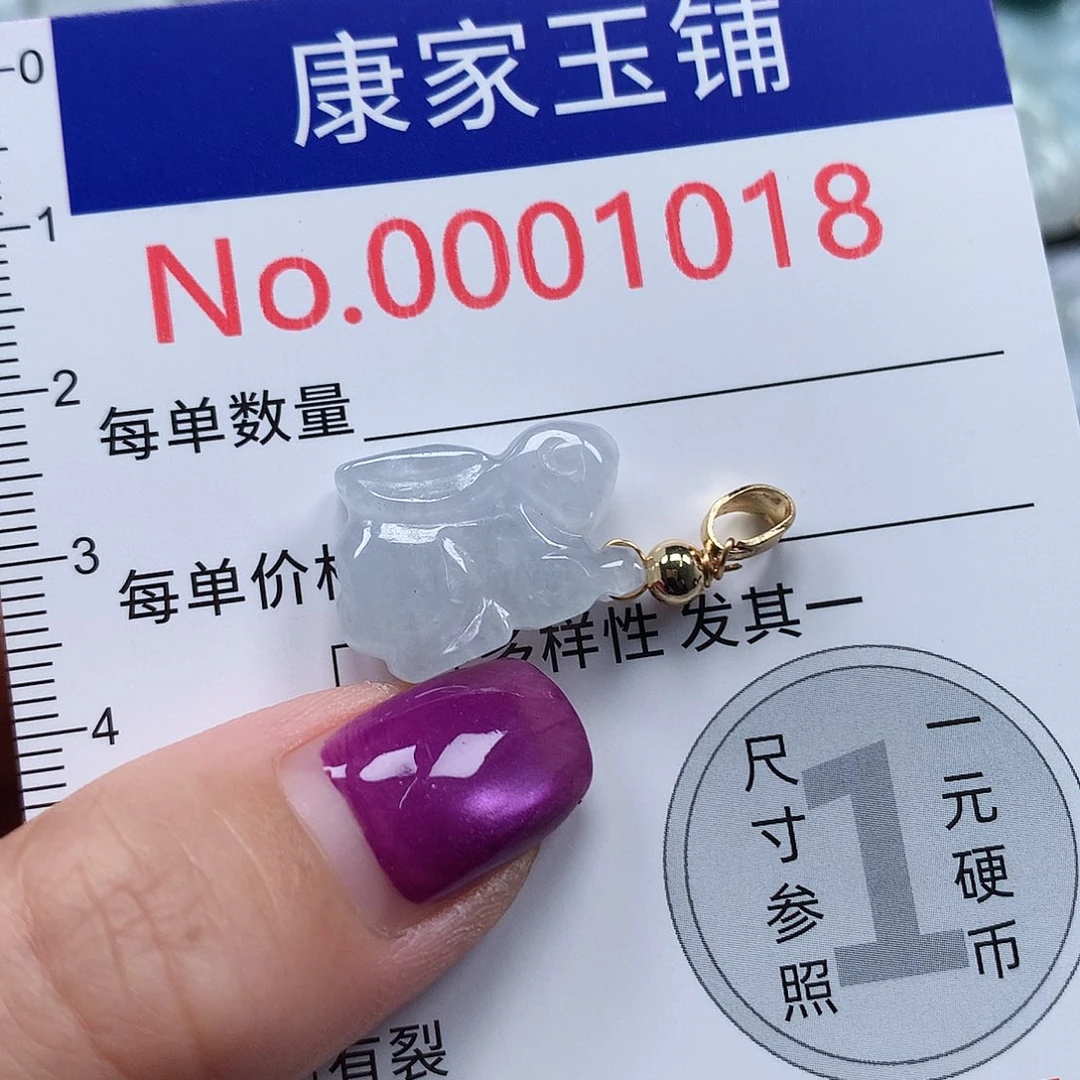 康家玉铺
No.0001018
每单数量
每单价格
多样性 发其一
有裂
尺寸参照
1
一元硬币
0
1
2
3
4